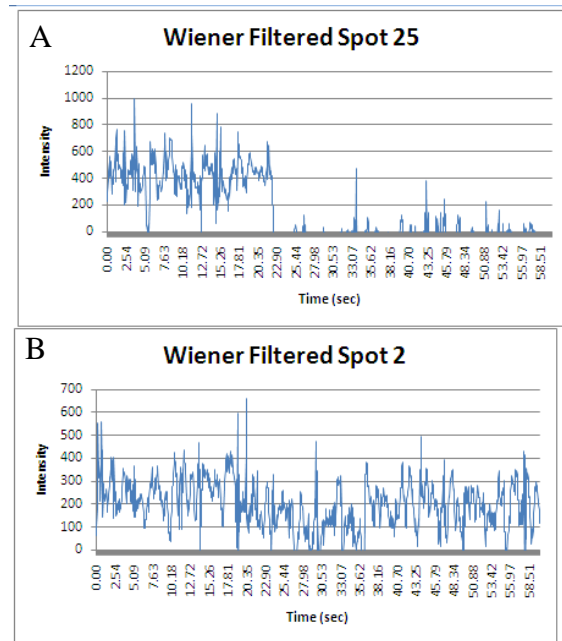 A
Wiener Filtered Spot 25
1200
1000
800
600
400
200
0
Intensity
0.00 2.54 5.09 7.63 10.18 12.72 15.26 17.81 20.35 22.90 25.44 27.98 30.53 33.07 35.62 38.16 40.70 43.25 45.79 48.34 50.88 53.42 55.97 58.51
Time (sec)
B
Wiener Filtered Spot 2
700
600
500
400
300
200
100
0
Intensity
0.00 2.54 5.09 7.63 10.18 12.72 15.26 17.81 20.35 22.90 25.44 27.98 30.53 33.07 35.62 38.16 40.70 43.25 45.79 48.34 50.88 53.42 55.97 58.51
Time (sec)